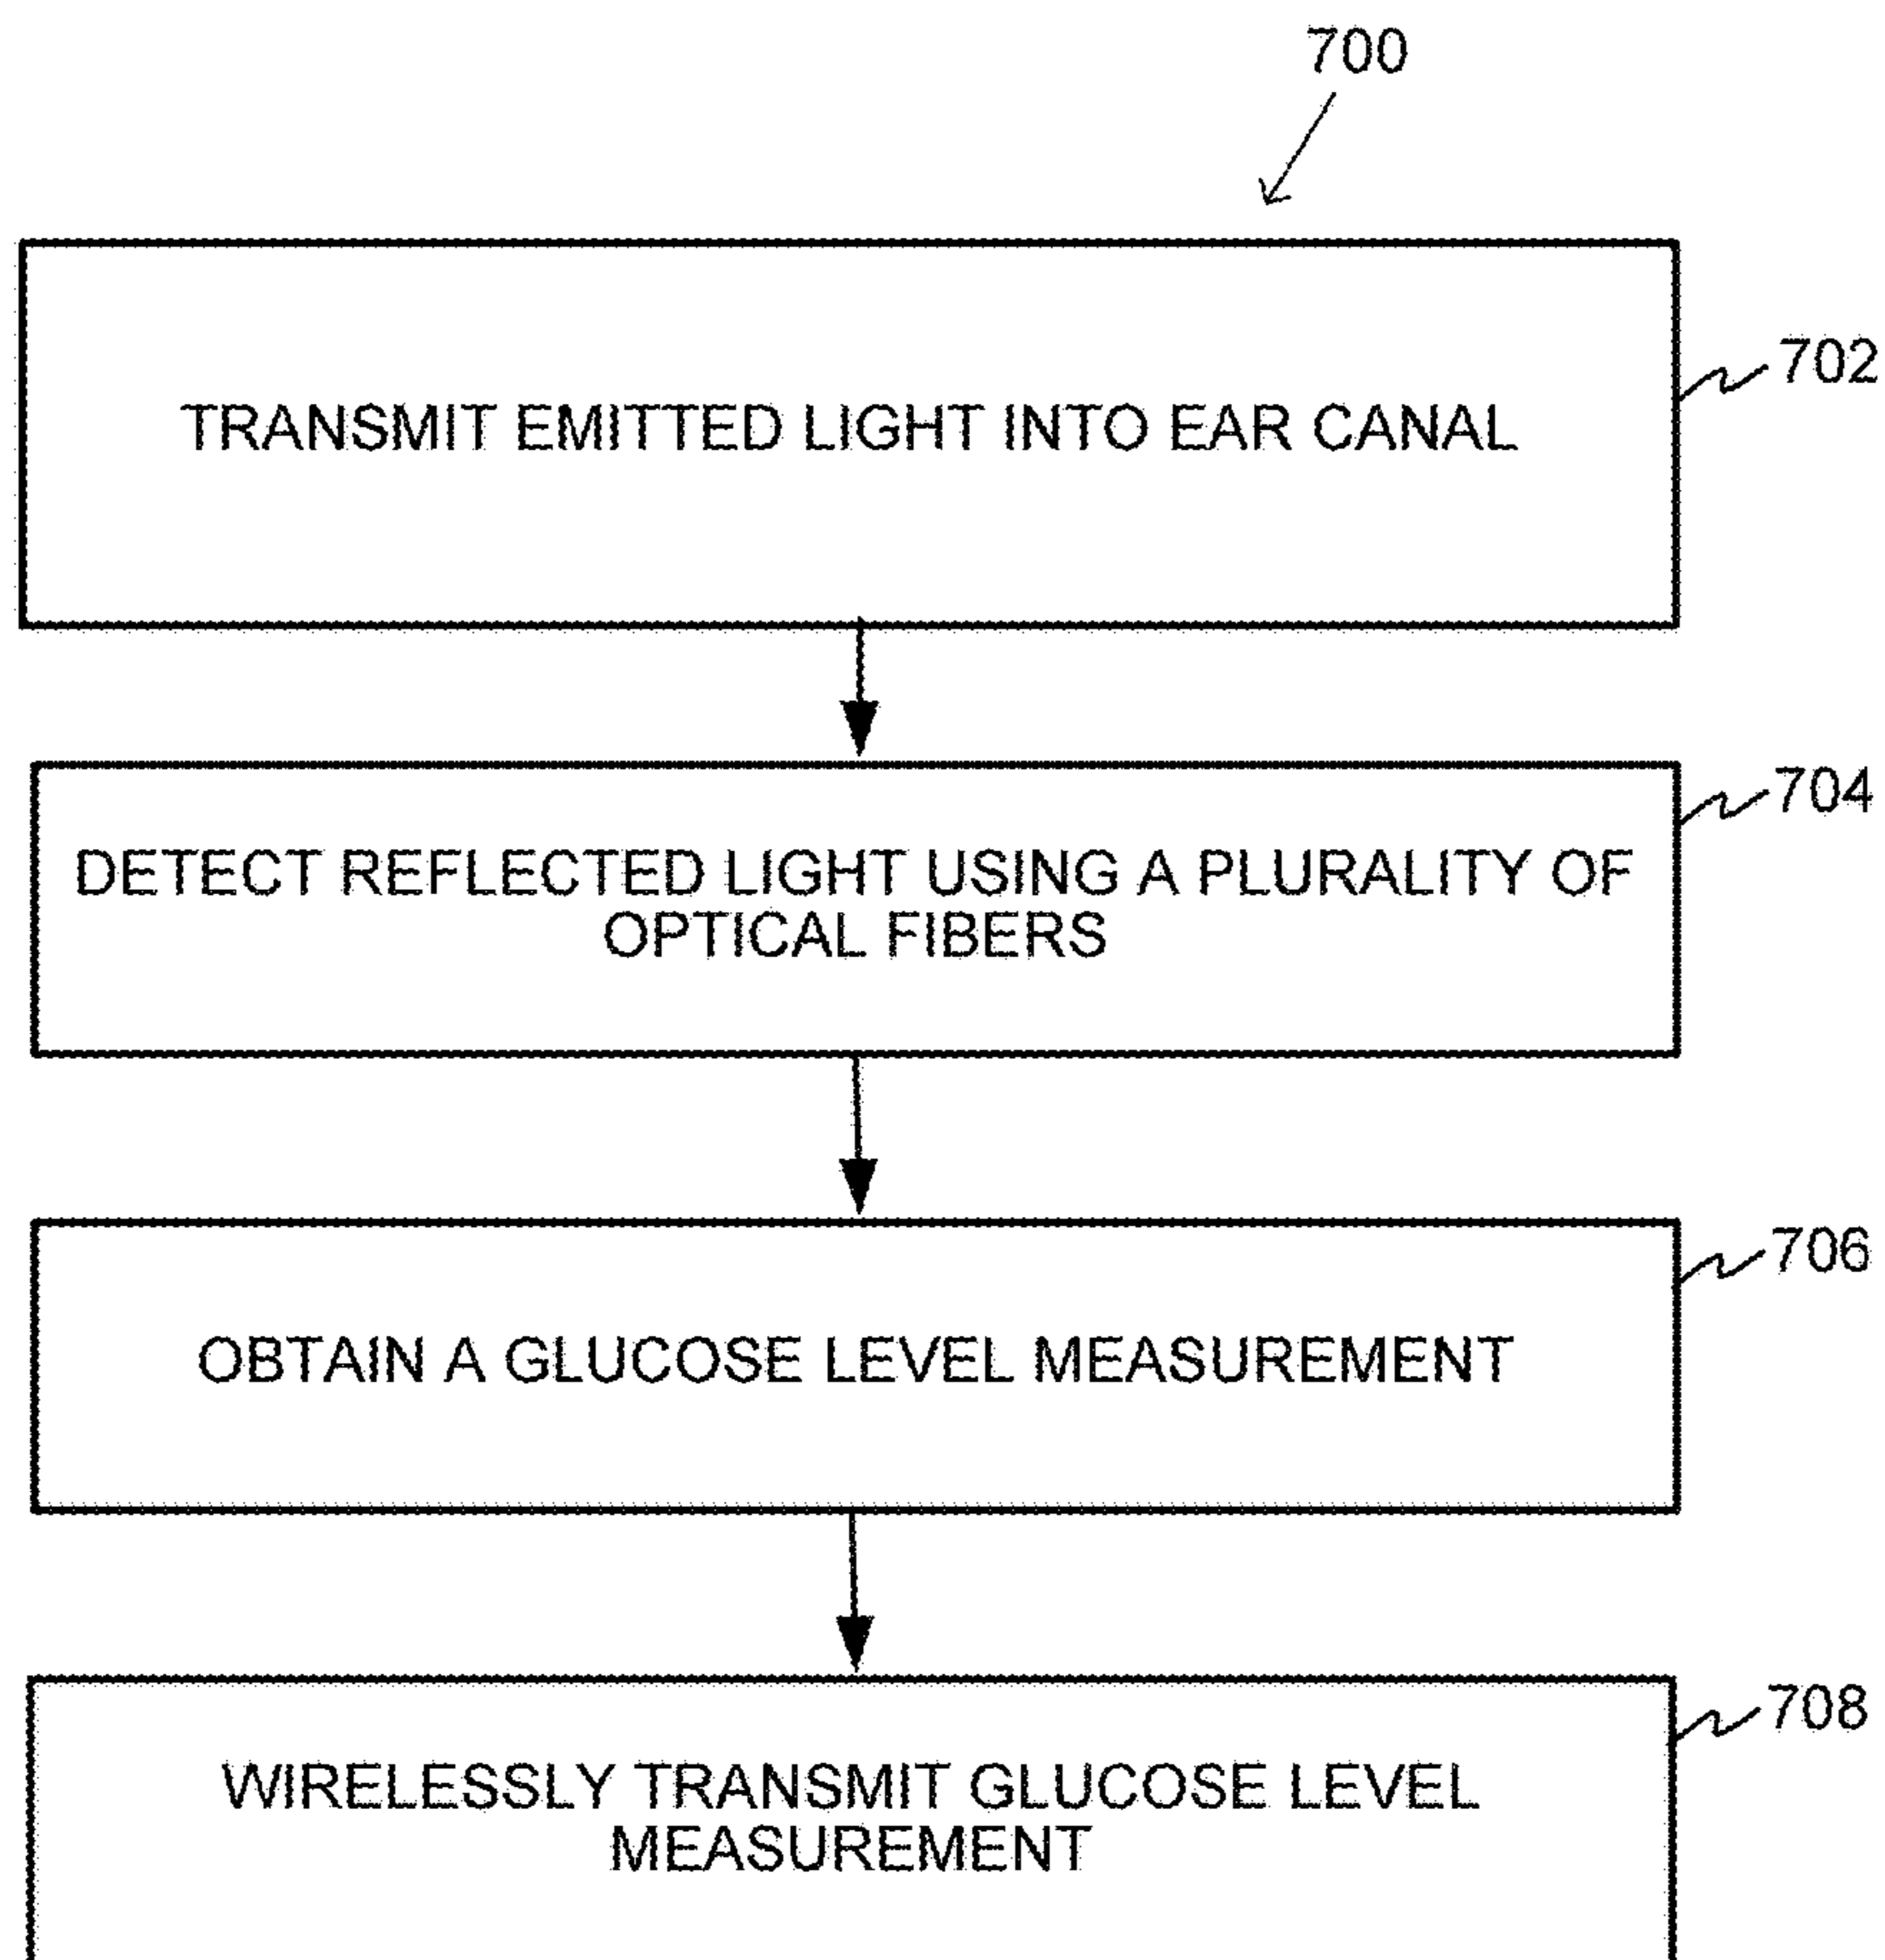 700
TRANSMIT EMITTED LIGHT INTO EAR CANAL
702
DETECT REFLECTED LIGHT USING A PLURALITY OF
OPTICAL FIBERS
704
OBTAIN A GLUCOSE LEVEL MEASUREMENT
706
WIRELESSLY TRANSMIT GLUCOSE LEVEL
MEASUREMENT
708